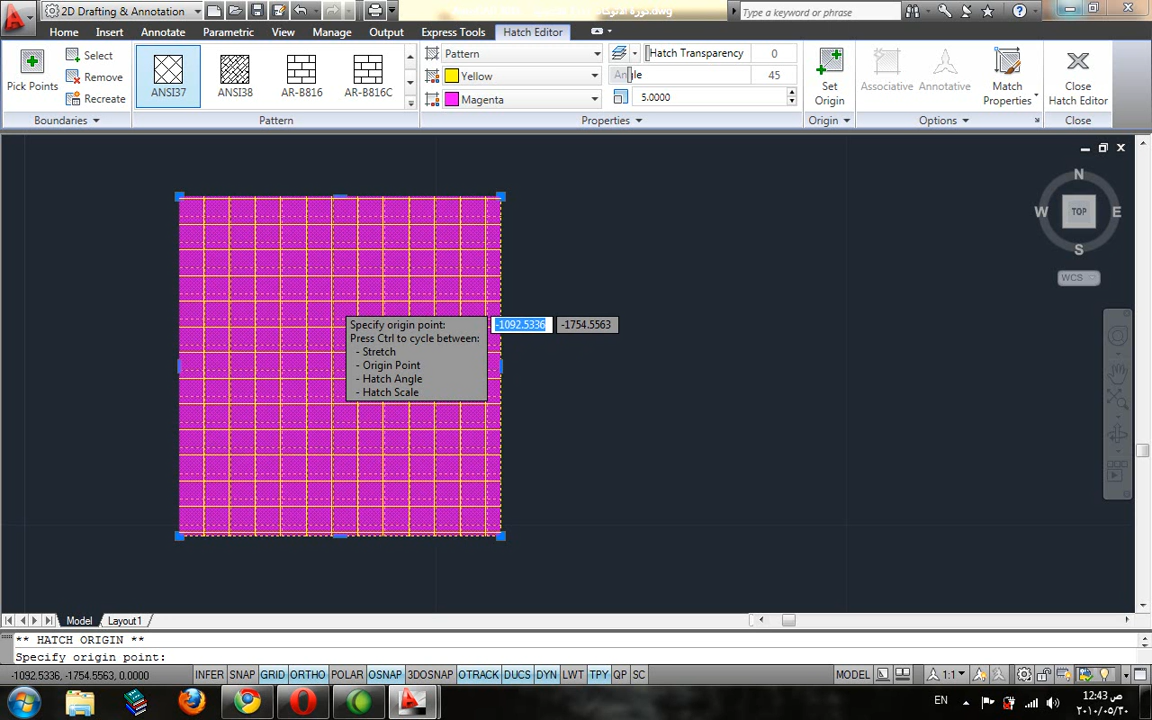 2D Drafting & Annotation
.dwg
Type a keyword or phrase
Home Insert Annotate Parametric View Manage Output Express Tools Hatch Editor
Pick Points
Select
Remove
Recreate
Boundaries
ANSI37
ANSI38
AR-B816
AR-B816C
Pattern
Pattern
Yellow
Magenta
Hatch Transparency 0
Angle 45
5.0000
Properties
Set
Origin
Origin
Associative
Annotative
Match
Properties
Options
Close
Hatch Editor
Close
N
W TOP E
S
WCS
Specify origin point: -1092.5336 -1754.5563
Press Ctrl to cycle between:
- Stretch
- Origin Point
- Hatch Angle
- Hatch Scale
Model Layout1
** HATCH ORIGIN **
Specify origin point:
-1092.5336, -1754.5563, 0.0000 INFER SNAP GRID ORTHO POLAR OSNAP 3DOSNAP OTRACK DUCS DYN LWT TPY QP SC MODEL 1:1
EN
12:43 ص
٢٠١٠/٠٥/٢٠